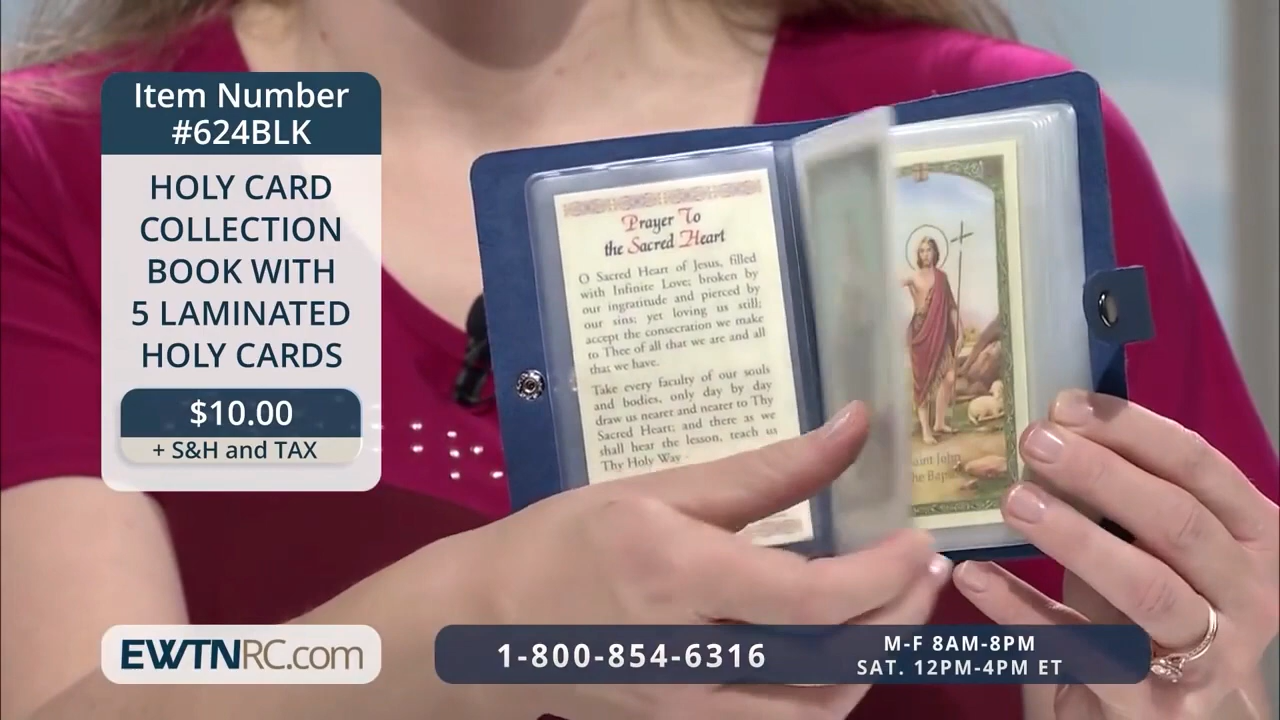 Item Number
#624BLK
HOLY CARD
COLLECTION
BOOK WITH
5 LAMINATED
HOLY CARDS
$10.00
+ S&H and TAX
Prayer To
the Sacred Heart
O Sacred Heart of Jesus, filled
with Infinite Love; broken by
our ingratitude and pierced by
our sins; yet loving us still;
accept the consecration we make
to Thee of all that we are and all
that we have.
Take every faculty of our souls
and bodies, only day by day
draw us nearer and nearer to Thy
Sacred Heart; and there as we
shall hear the lesson, teach us
Thy Holy Way -
aint John
he Bap
EWTNRC.com
1-800-854-6316
M-F 8AM-8PM
SAT. 12PM-4PM ET